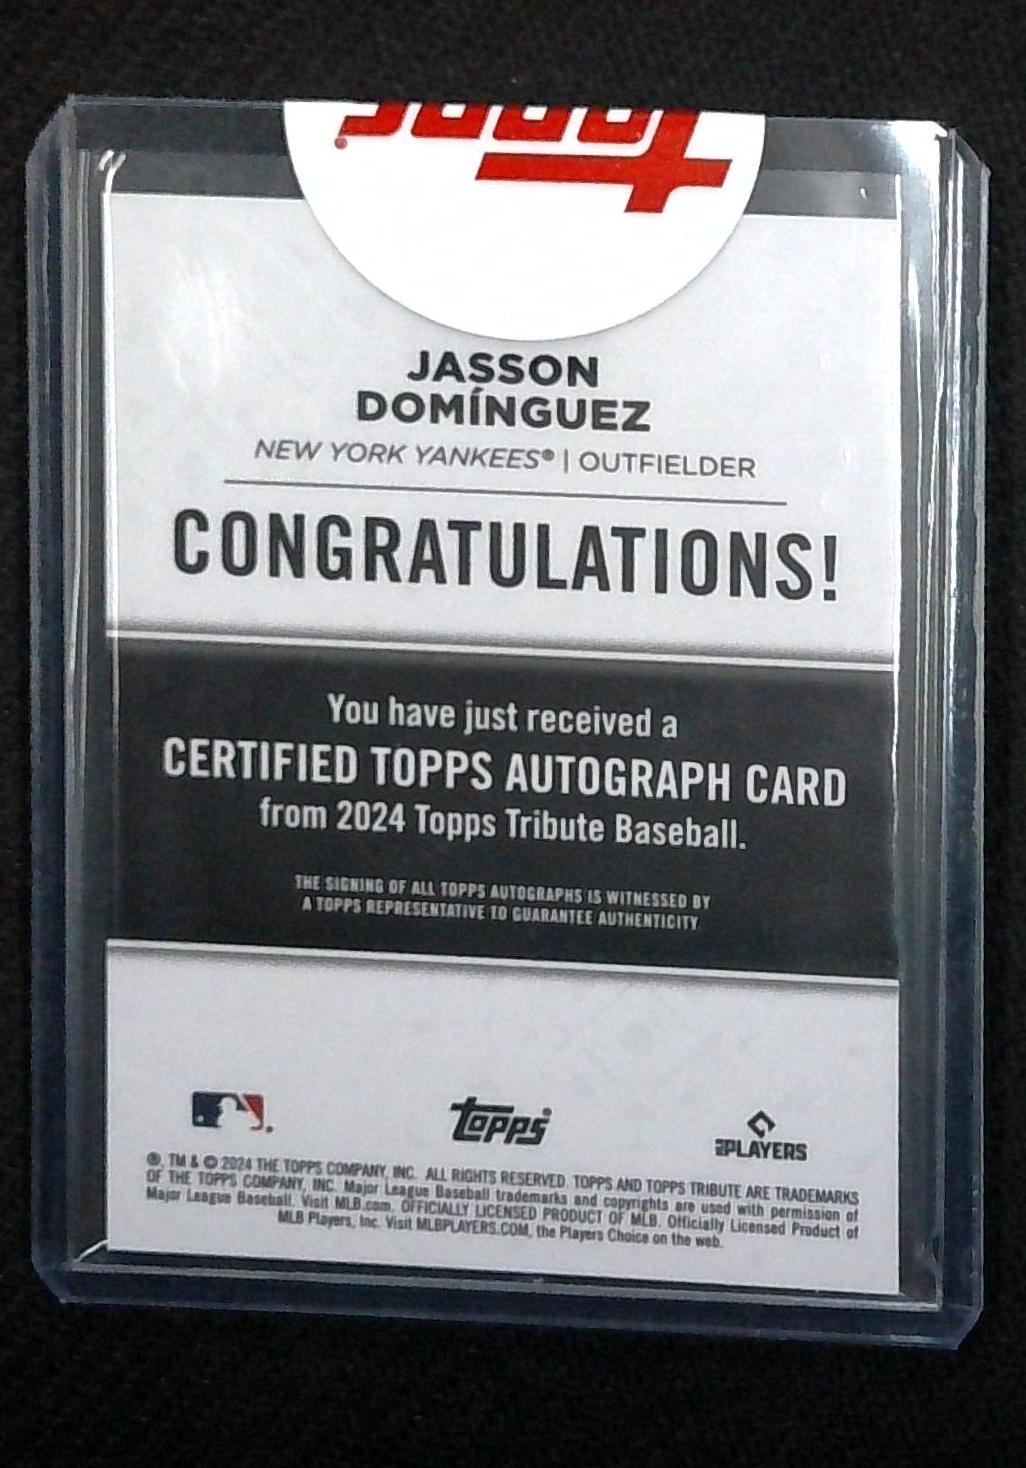 topps
JASSON
DOMÍNGUEZ
NEW YORK YANKEES® | OUTFIELDER
CONGRATULATIONS!
You have just received a
CERTIFIED TOPPS AUTOGRAPH CARD
from 2024 Topps Tribute Baseball.
THE SIGNING OF ALL TOPPS AUTOGRAPHS IS WITNESSED BY
A TOPPS REPRESENTATIVE TO GUARANTEE AUTHENTICITY
topps
PLAYERS
®, TM & © 2024 THE TOPPS COMPANY, INC. ALL RIGHTS RESERVED. TOPPS AND TOPPS TRIBUTE ARE TRADEMARKS
OF THE TOPPS COMPANY, INC. Major League Baseball trademarks and copyrights are used with permission of
Major League Baseball. Visit MLB.com. OFFICIALLY LICENSED PRODUCT OF MLB. Officially Licensed Product of
MLB Players, Inc. Visit MLBPLAYERS.COM, the Players Choice on the web.